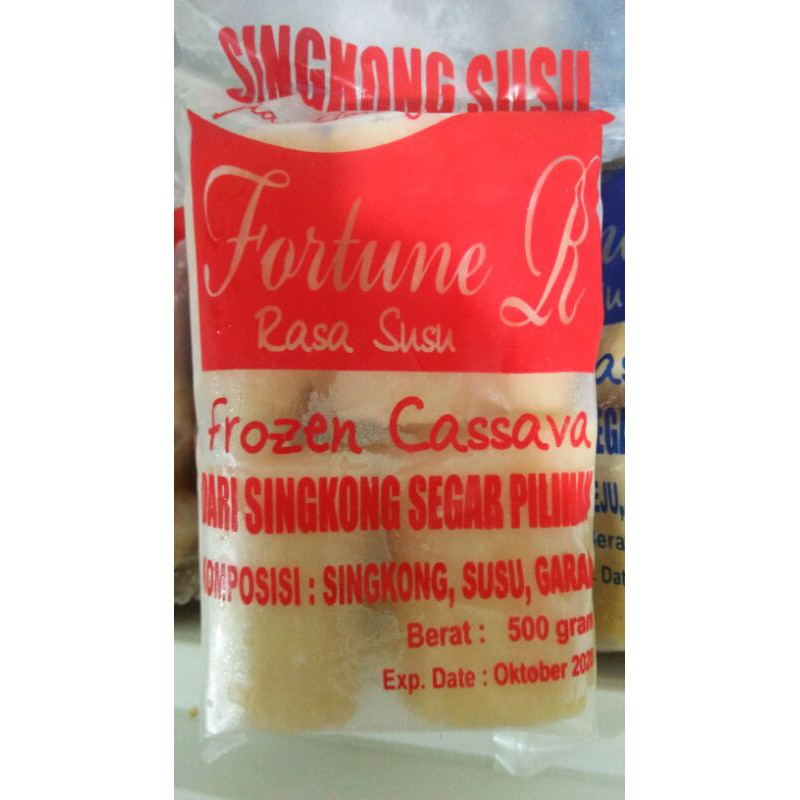 SINGKONG SUSU
Fortune R
Rasa Susu
frozen Cassava
DARI SINGKONG SEGAR PILIHAN
KOMPOSISI : SINGKONG, SUSU, GARAM
Berat : 500 gram
Exp. Date : Oktober 2020